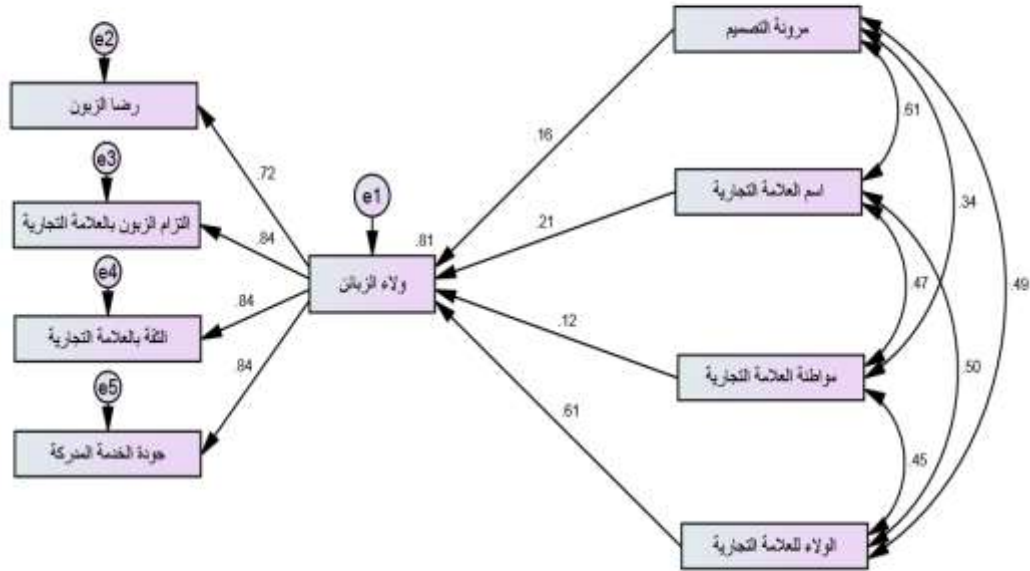 مرونة التصميم
e2
رضا الزبون
.61
.16
e3
.72
اسم العلامة التجارية
التزام الزبون بالعلامة التجارية
e1
.34
.21
.84
.81
e4
ولاء الزبائن
.47
.49
الثقة بالعلامة التجارية
.84
.12
.50
مواطنة العلامة التجارية
e5
.84
.61
جودة الخدمة المدركة
.45
الولاء للعلامة التجارية